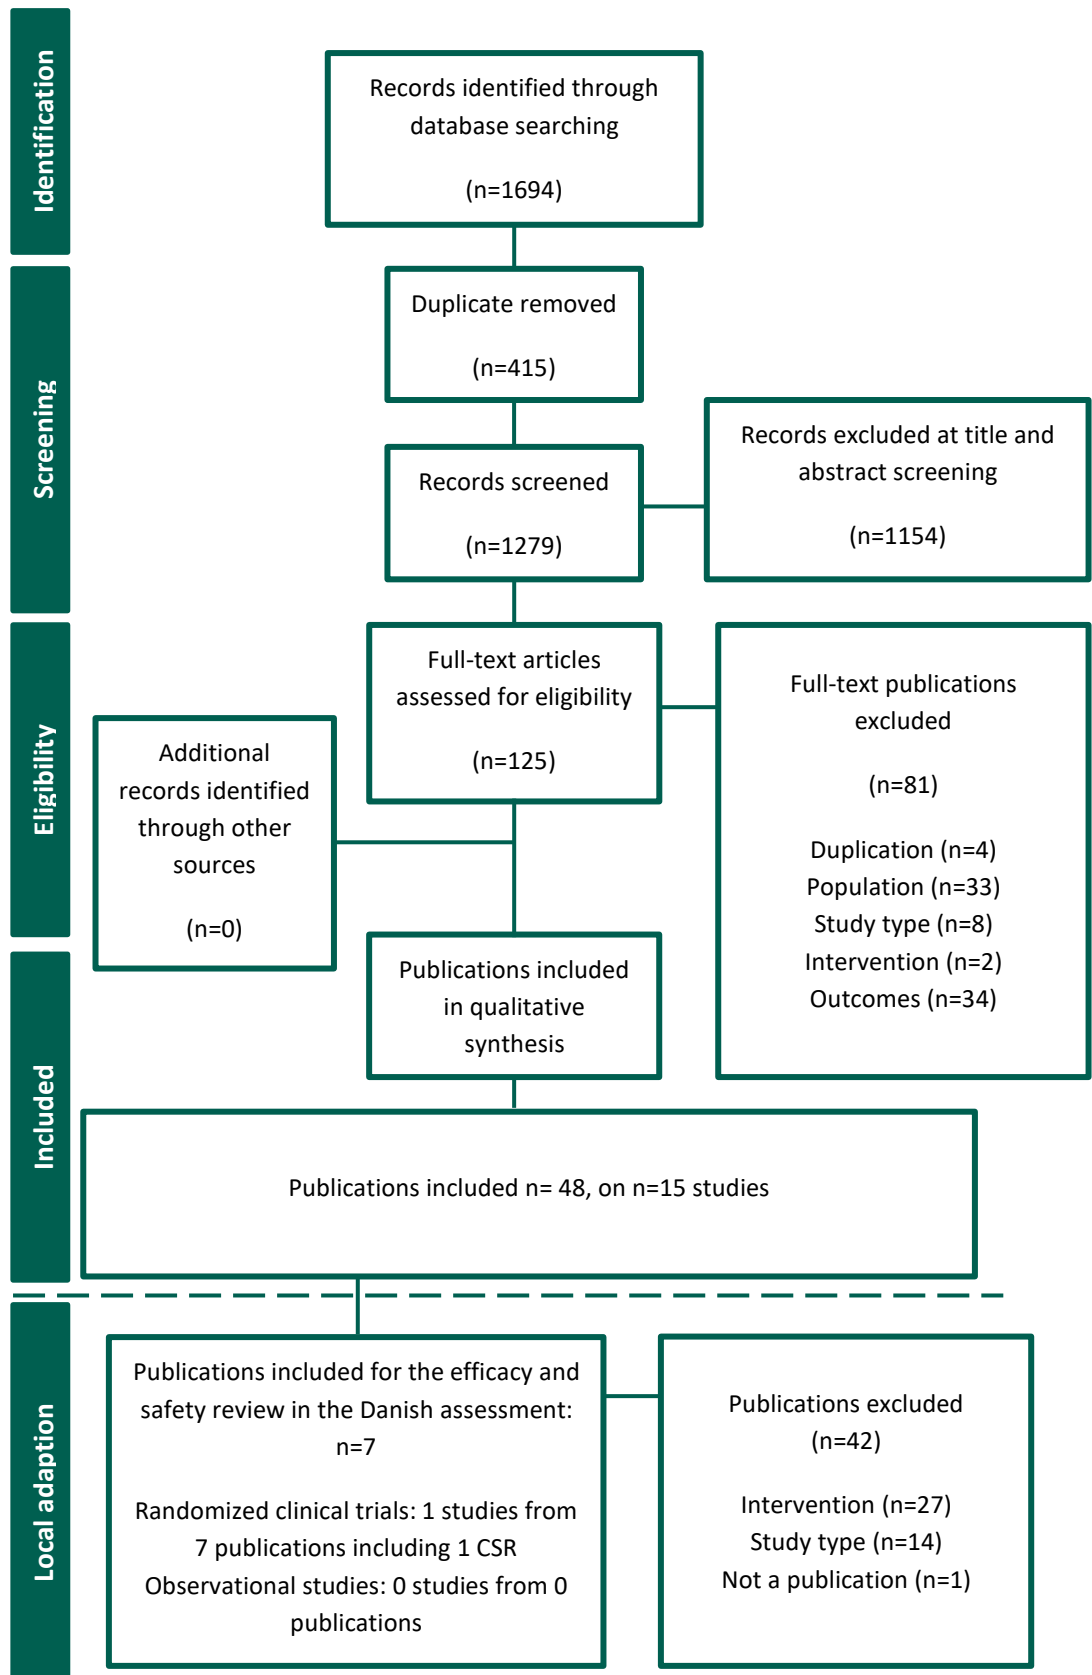 Identification
Records identified through
database searching
(n=1694)
Screening
Duplicate removed
(n=415)
Records screened
(n=1279)
Records excluded at title and
abstract screening
(n=1154)
Eligibility
Full-text articles
assessed for eligibility
(n=125)
Full-text publications
excluded
(n=81)
Duplication (n=4)
Population (n=33)
Study type (n=8)
Intervention (n=2)
Outcomes (n=34)
Additional
records identified
through other
sources
(n=0)
Included
Publications included
in qualitative
synthesis
Publications included n= 48, on n=15 studies
Local adaption
Publications included for the efficacy and
safety review in the Danish assessment:
n=7
Randomized clinical trials: 1 studies from
7 publications including 1 CSR
Observational studies: 0 studies from 0
publications
Publications excluded
(n=42)
Intervention (n=27)
Study type (n=14)
Not a publication (n=1)